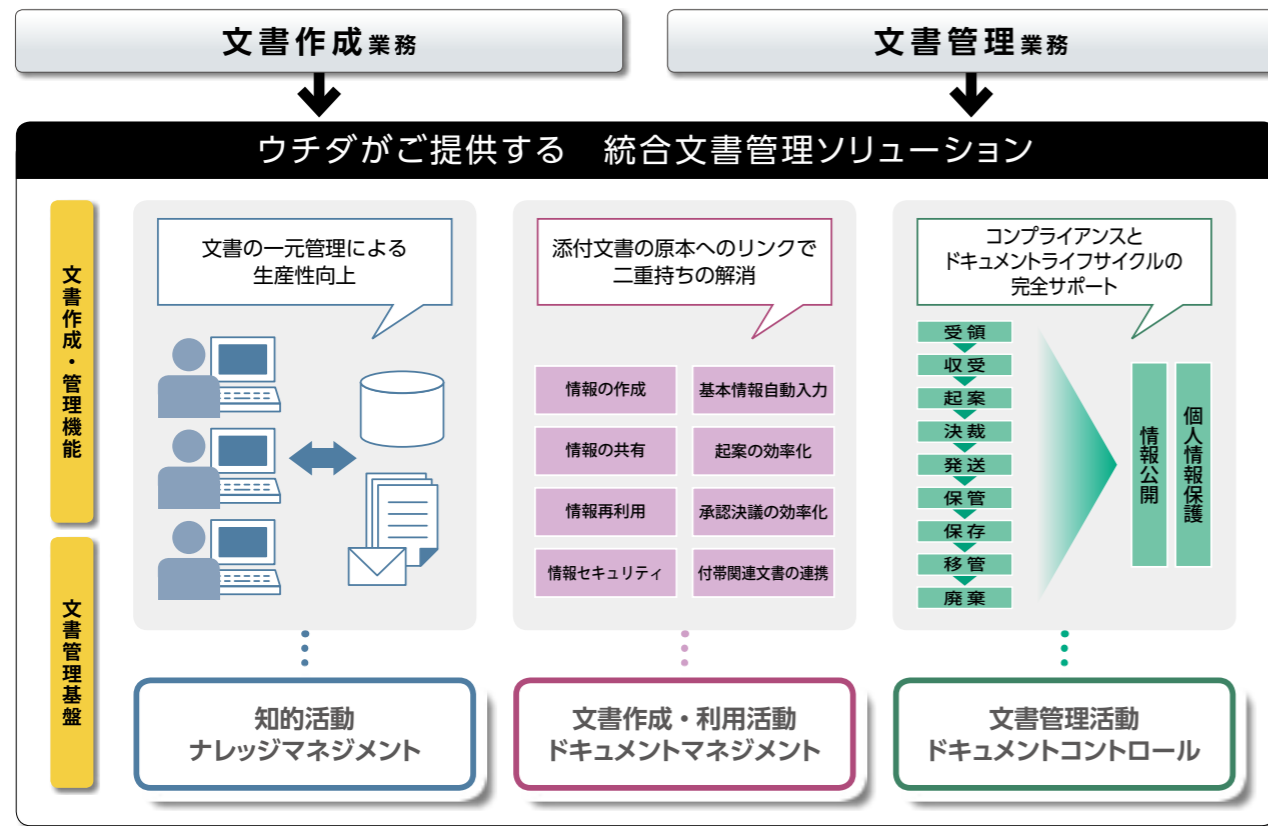 文書作成業務
文書管理業務
ウチダがご提供する　統合文書管理ソリューション
文書作成・管理機能
文書管理基盤
文書の一元管理による
生産性向上
添付文書の原本へのリンクで
二重持ちの解消
情報の作成
基本情報自動入力
情報の共有
起案の効率化
情報再利用
承認決議の効率化
情報セキュリティ
付帯関連文書の連携
コンプライアンスと
ドキュメントライフサイクルの
完全サポート
受領
収受
起案
決裁
発送
保管
保存
移管
廃棄
情報公開
個人情報保護
知的活動
ナレッジマネジメント
文書作成・利用活動
ドキュメントマネジメント
文書管理活動
ドキュメントコントロール